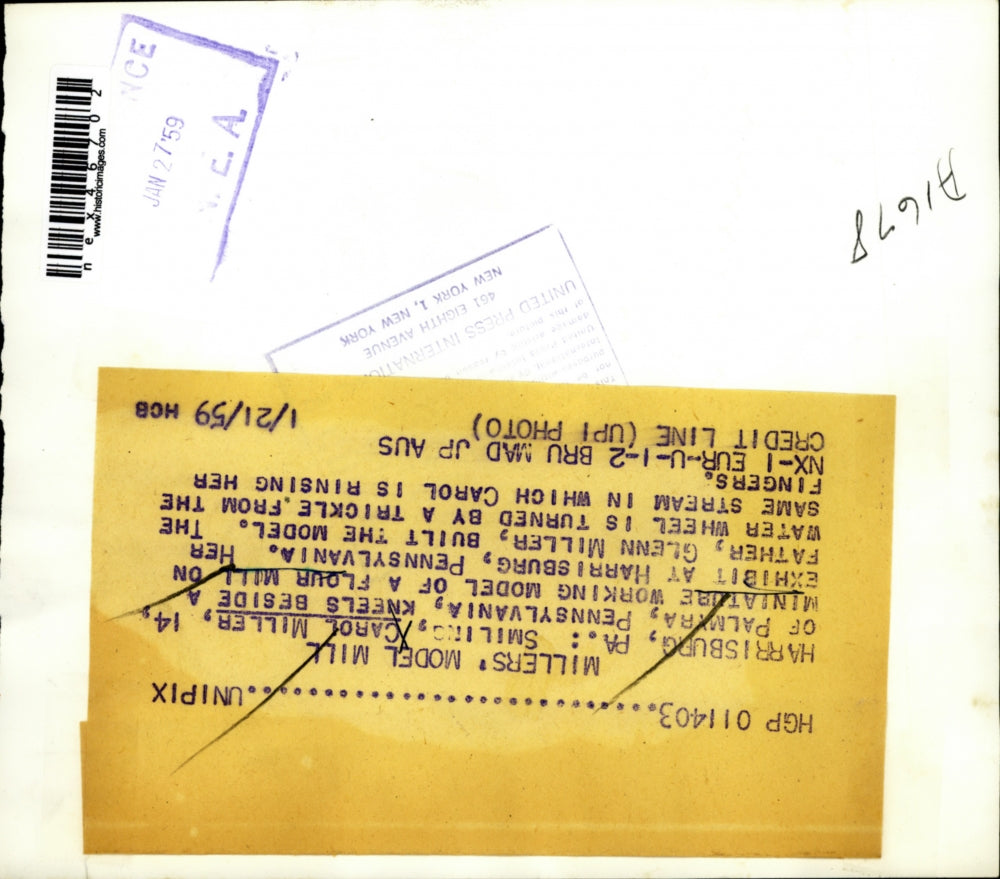 HGP 011403..............................UNIPIX
MILLERS' MODEL MILL
HARRISBURG, PA.: SMILING, CAROL MILLER, 14,
OF PALMYRA, PENNSYLVANIA, KNEELS BESIDE A
MINIATURE WORKING MODEL OF A FLOUR MILL ON
EXHIBIT AT HARRISBURG, PENNSYLVANIA. HER
FATHER, GLENN MILLER, BUILT THE MODEL. THE
WATER WHEEL IS TURNED BY A TRICKLE FROM THE
SAME STREAM IN WHICH CAROL IS RINSING HER
FINGERS.
NX-1 EUR-U-1-2 BRU MAD JP AUS
CREDIT LINE (UPI PHOTO) 1/21/59 HGB
UNITED PRESS INTERNATIO
461 EIGHTH AVENUE
NEW YORK 1, NEW YORK
NCE
JAN 27 '59
N. E. A.
nex46702
www.historicimages.com
A1678